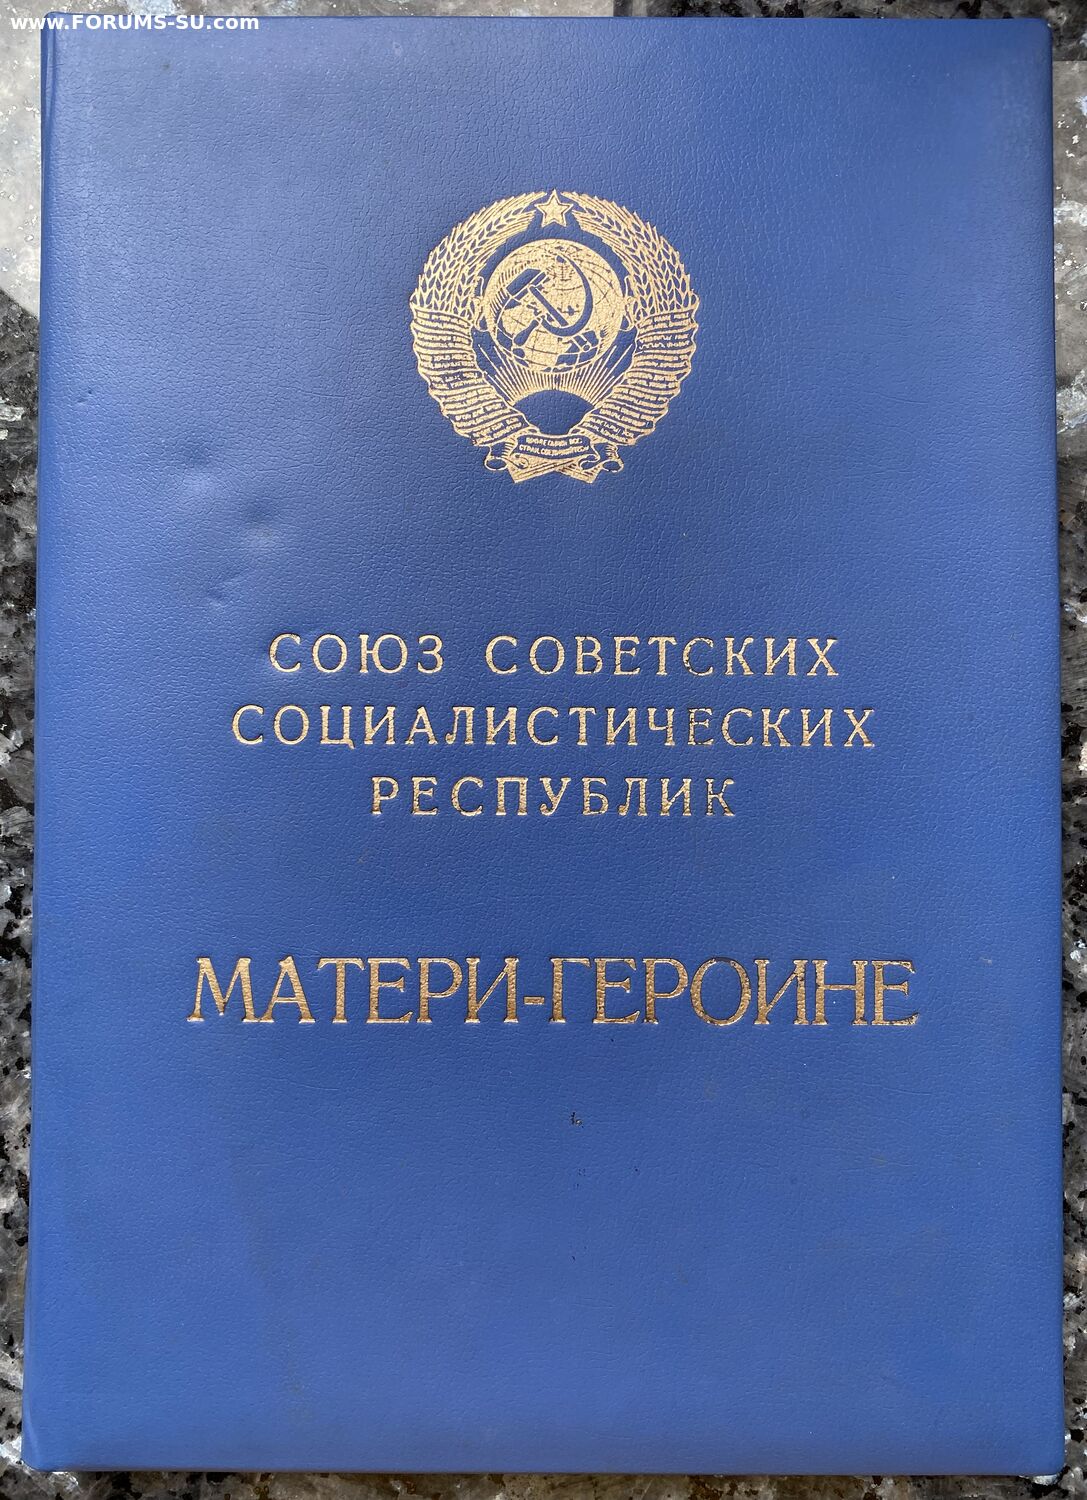 www.FORUMS-SU.com
СОЮЗ СОВЕТСКИХ
СОЦИАЛИСТИЧЕСКИХ
РЕСПУБЛИК
МАТЕРИ-ГЕРОИНЕ